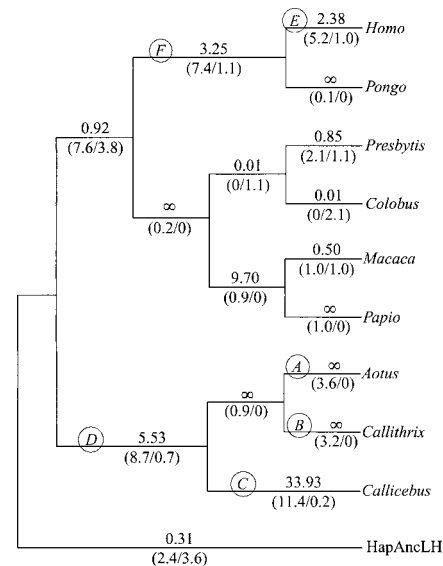 E 2.38 Homo
(5.2/1.0)
F 3.25
(7.4/1.1)
∞ Pongo
(0.1/0)
0.92
(7.6/3.8)
0.85 Presbytis
(2.1/1.1)
0.01
(0/1.1)
0.01 Colobus
(0/2.1)
∞
(0.2/0)
0.50 Macaca
(1.0/1.0)
9.70
(0.9/0)
∞ Papio
(1.0/0)
A ∞ Aotus
(3.6/0)
∞
(0.9/0)
B ∞ Callithrix
(3.2/0)
D 5.53
(8.7/0.7)
C 33.93 Callicebus
(11.4/0.2)
0.31 HapAncLH
(2.4/3.6)